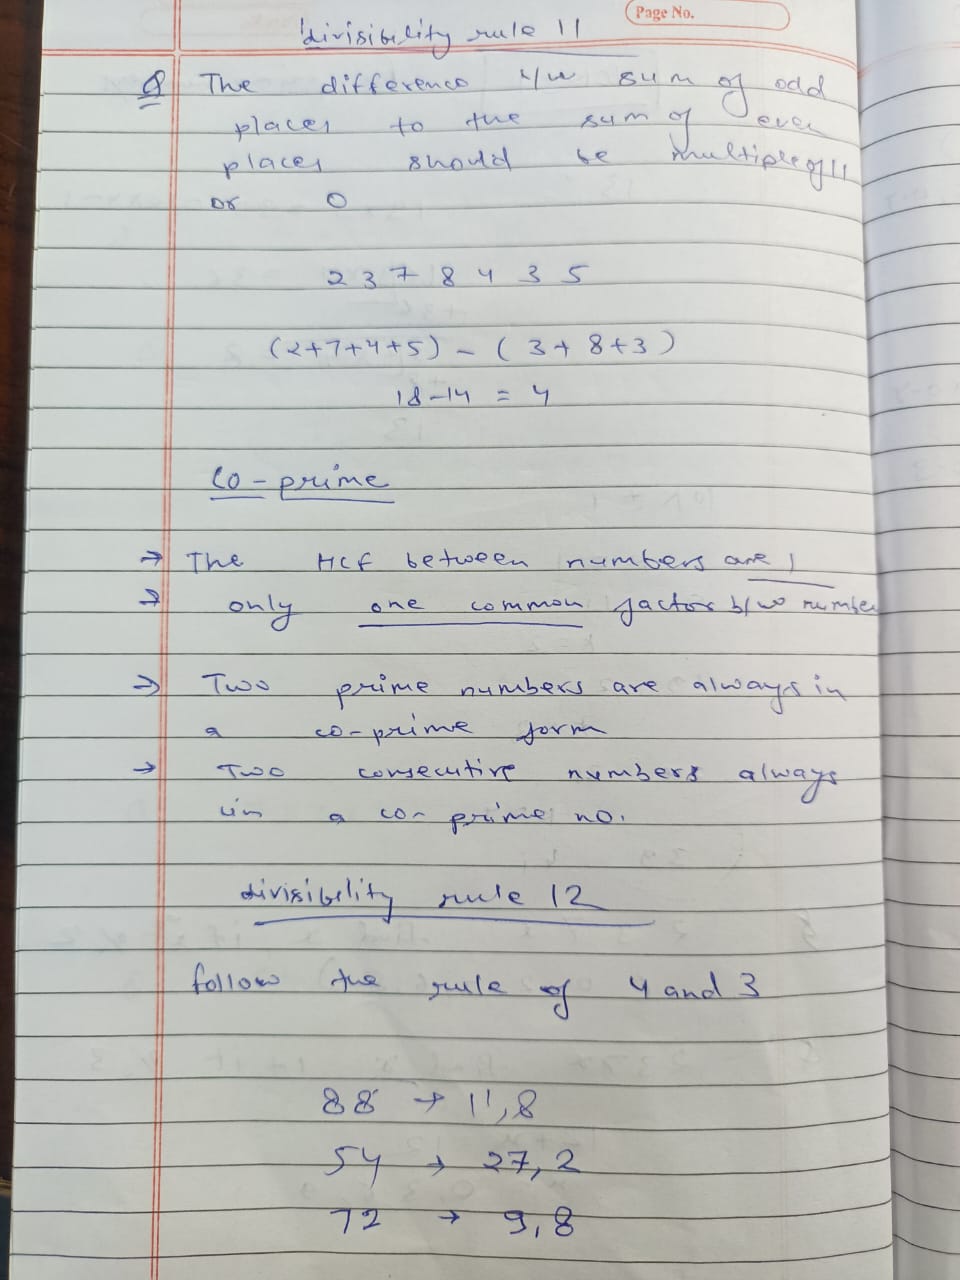 Page No.
divisibility rule 11
Q The difference b/w sum of odd
places to the sum of even
places should be multiple of 11
or 0
2 3 7 8 4 3 5
(2+7+4+5) - (3+8+3)
18-14 = 4
Co-prime
→ The HCF between numbers are 1
→ only one common factor b/w number
→ Two prime numbers are always in
a co-prime form
→ Two consecutive numbers always
in a co-prime no.
divisibility rule 12
follow the rule of 4 and 3
88 → 11,8
54 → 27,2
72 → 9,8